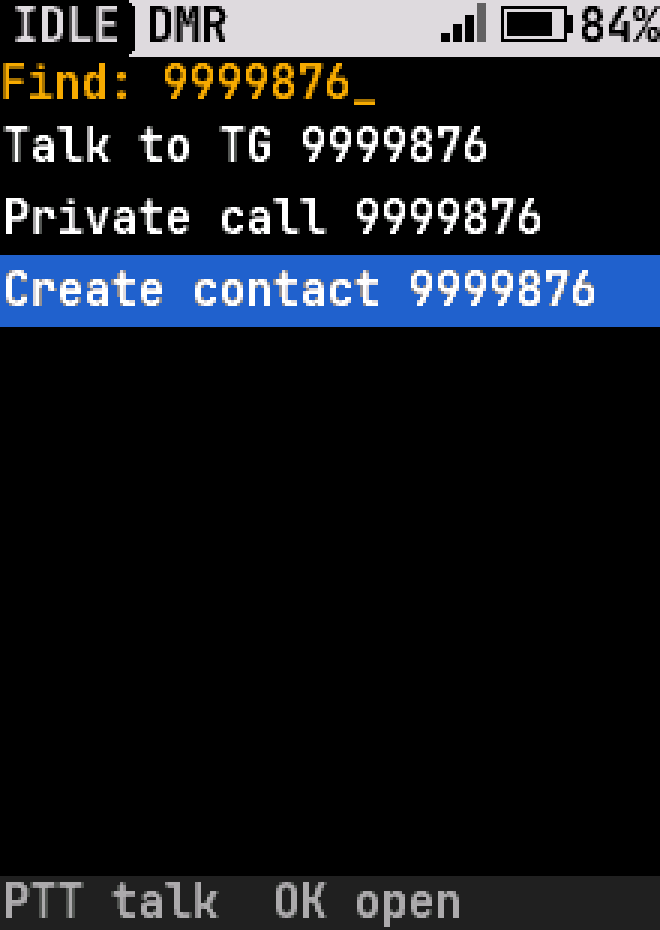 IDLE DMR 84%
Find: 9999876_
Talk to TG 9999876
Private call 9999876
Create contact 9999876
PTT talk OK open